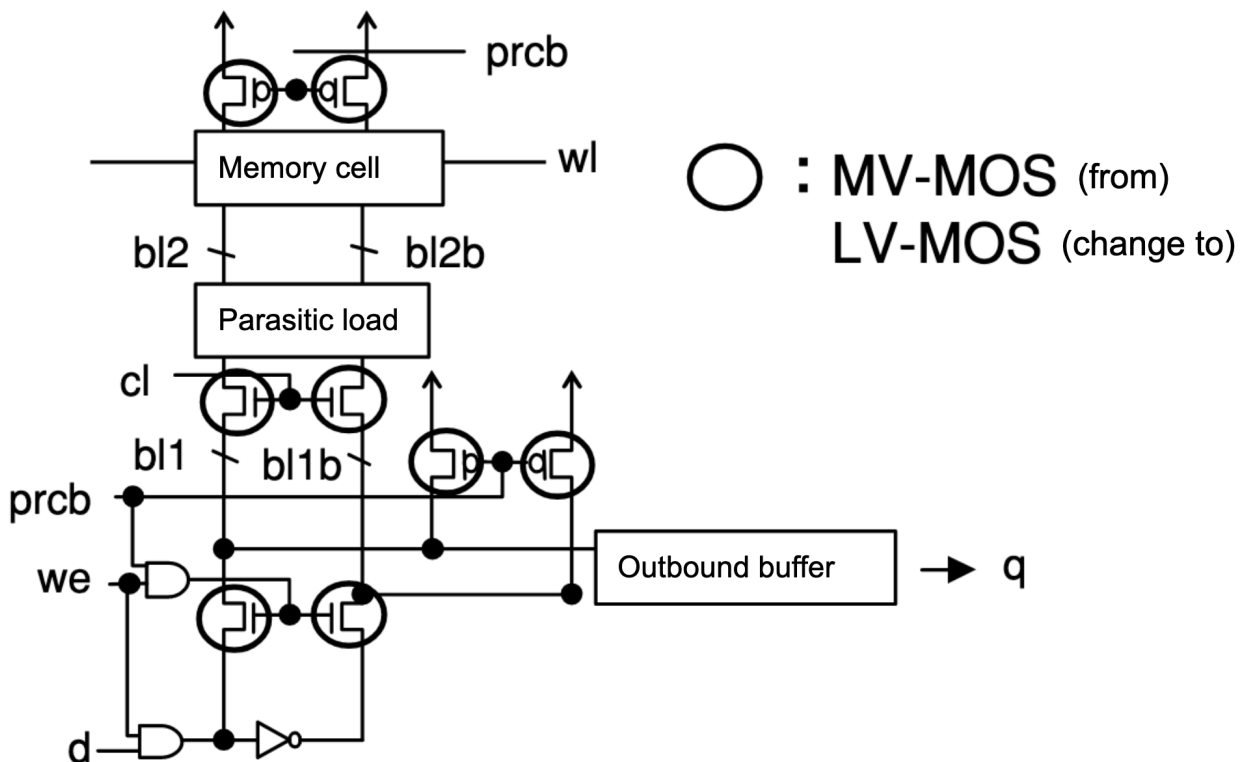 prcb
Memory cell
wl
: MV-MOS (from)
LV-MOS (change to)
bl2
bl2b
Parasitic load
cl
bl1
bl1b
prcb
we
Outbound buffer
q
d